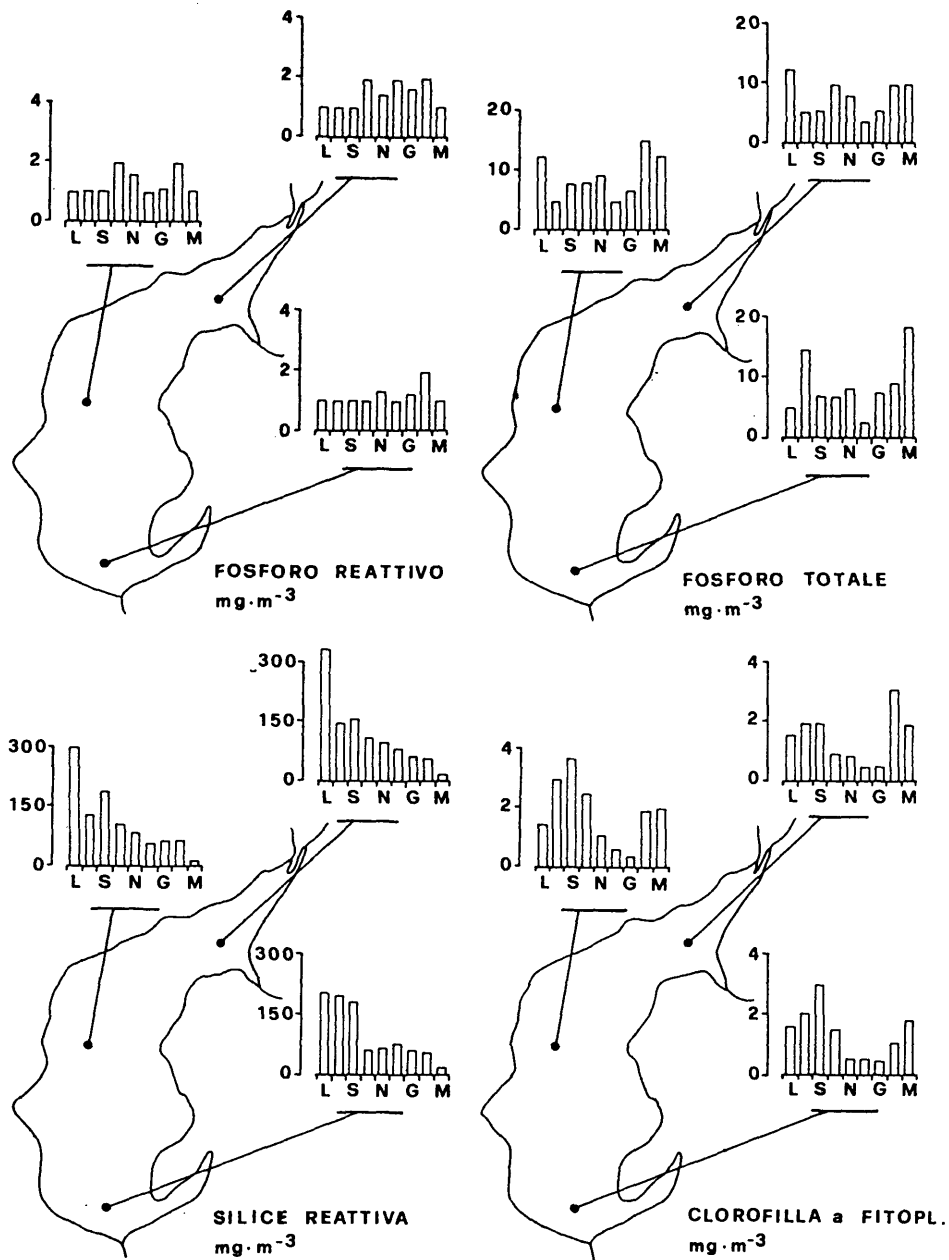 4
2
0
L S N G M
4
2
0
L S N G M
4
2
0
L S N G M
FOSFORO REATTIVO
mg·m-3
20
10
0
L S N G M
20
10
0
L S N G M
20
10
0
L S N G M
FOSFORO TOTALE
mg·m-3
300
150
0
L S N G M
300
150
0
L S N G M
300
150
0
L S N G M
SILICE REATTIVA
mg·m-3
4
2
0
L S N G M
4
2
0
L S N G M
4
2
0
L S N G M
CLOROFILLA a FITOPL.
mg·m-3